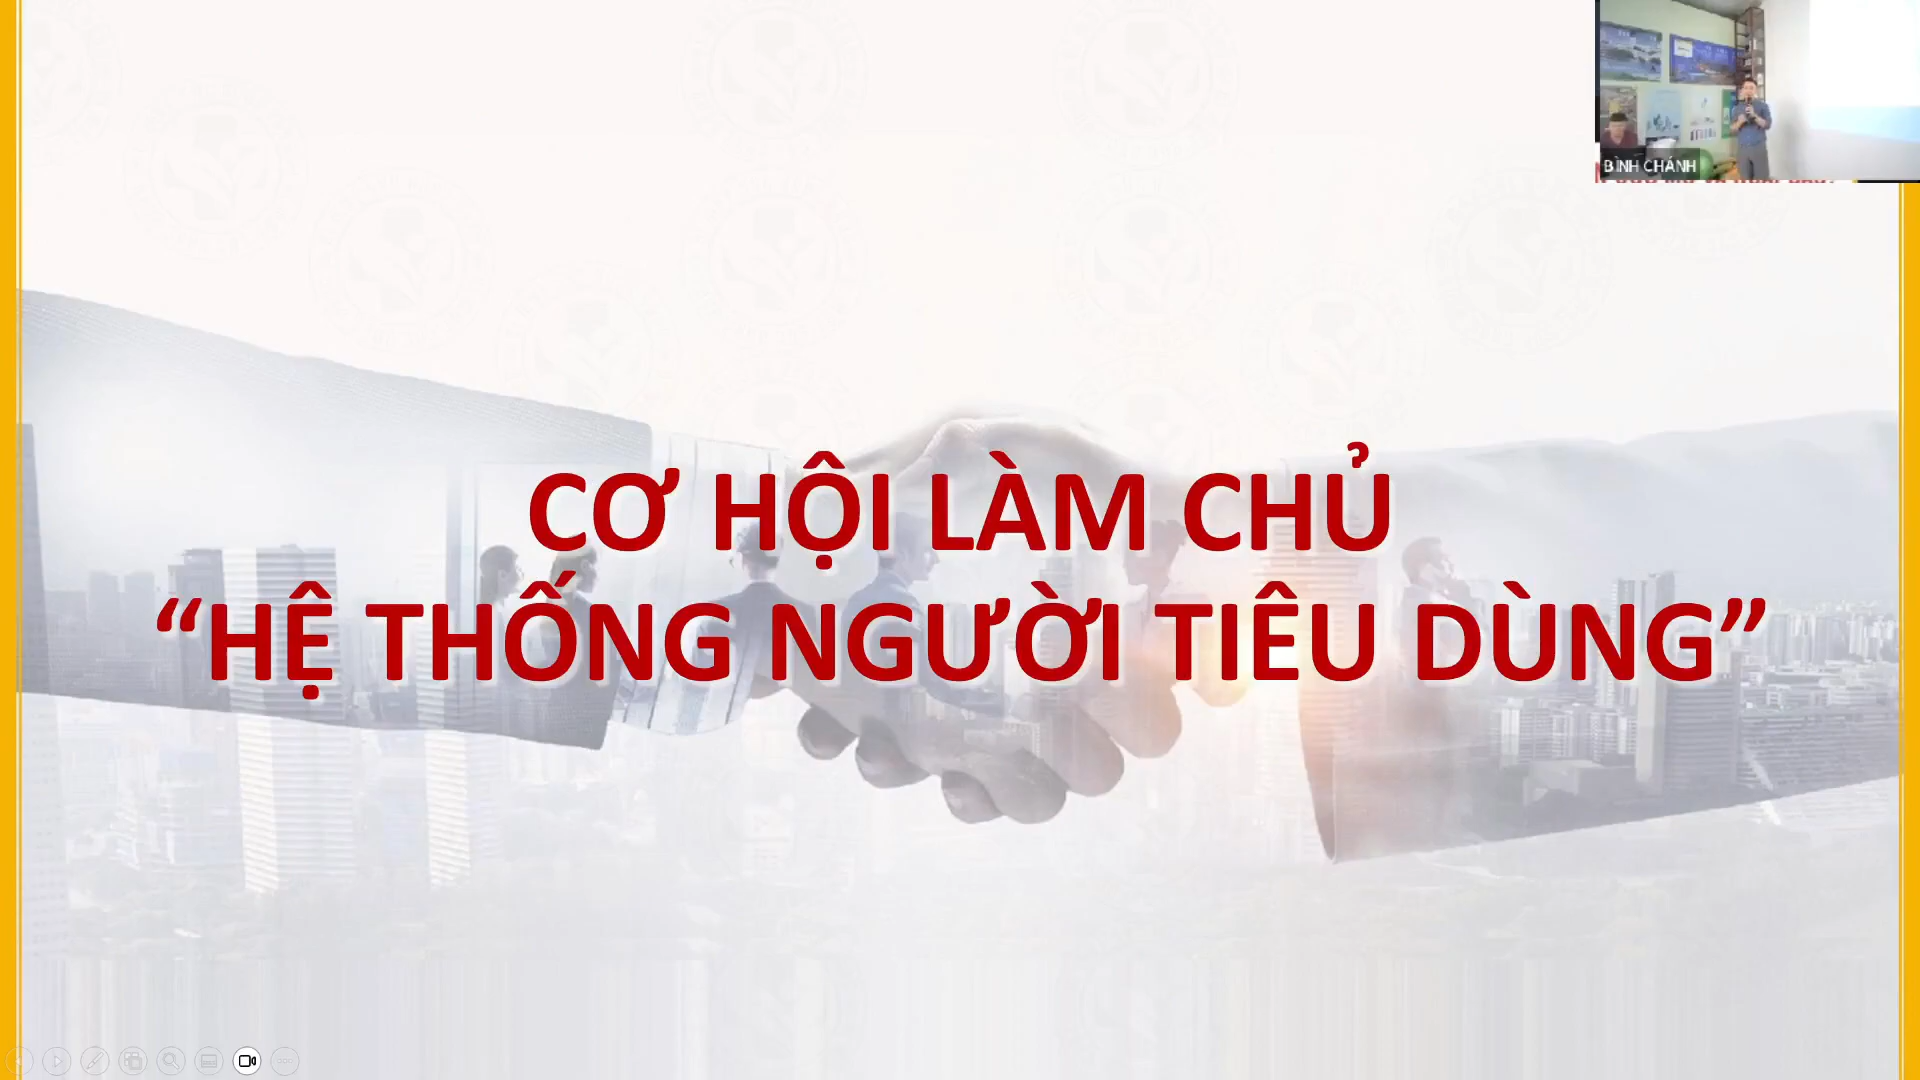 BÌNH CHÁNH
CƠ HỘI LÀM CHỦ
“HỆ THỐNG NGƯỜI TIÊU DÙNG”